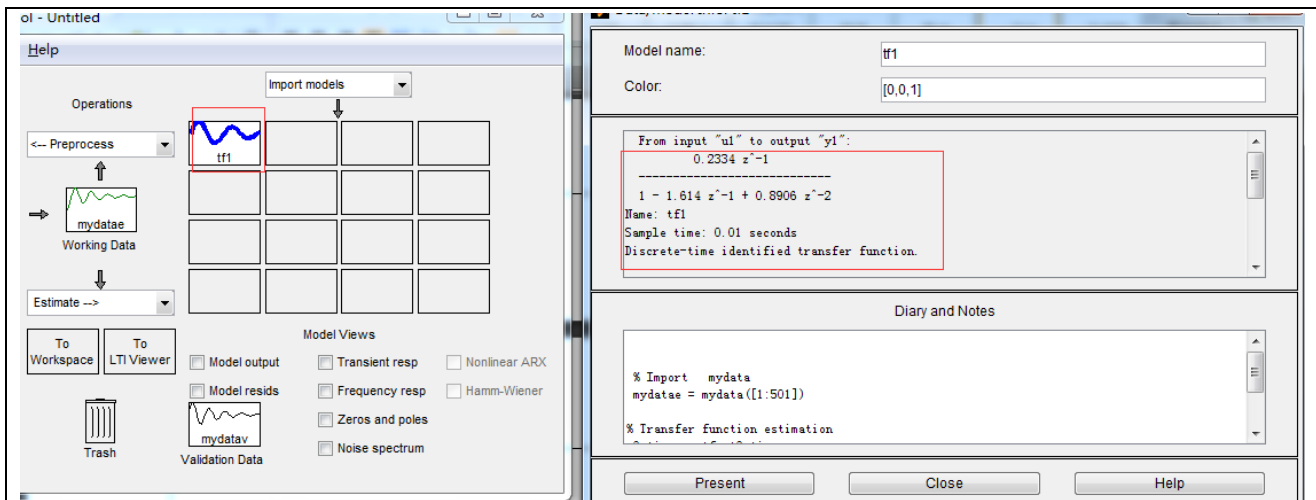 ol - Untitled
Help
Import models
Operations
<-- Preprocess
tf1
mydatae
Working Data
Estimate -->
To Workspace
To LTI Viewer
Model Views
Model output
Transient resp
Nonlinear ARX
Model resids
Frequency resp
Hamm-Wiener
Zeros and poles
Noise spectrum
Trash
mydatav
Validation Data
Model name:
tf1
Color:
[0,0,1]
From input "u1" to output "y1":
0.2334 z^-1
----------------------------
1 - 1.614 z^-1 + 0.8906 z^-2
Name: tf1
Sample time: 0.01 seconds
Discrete-time identified transfer function.
Diary and Notes
% Import mydata
mydatae = mydata([1:501])
% Transfer function estimation
Present
Close
Help